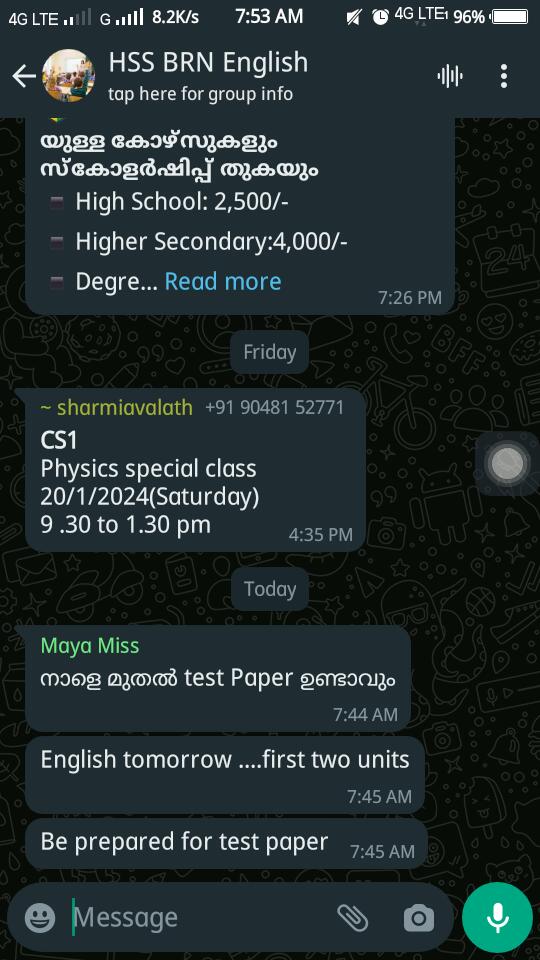 4G LTE G 8.2K/s 7:53 AM 4G LTE 96%
HSS BRN English
tap here for group info
യുള്ള കോഴ്സുകളും
സ്കോളർഷിപ്പ് തുകയും
High School: 2,500/-
Higher Secondary:4,000/-
Degre... Read more
7:26 PM
Friday
~ sharmiavalath +91 90481 52771
CS1
Physics special class
20/1/2024(Saturday)
9 .30 to 1.30 pm
4:35 PM
Today
Maya Miss
നാളെ മുതൽ test Paper ഉണ്ടാവും
7:44 AM
English tomorrow ....first two units
7:45 AM
Be prepared for test paper 7:45 AM
Message